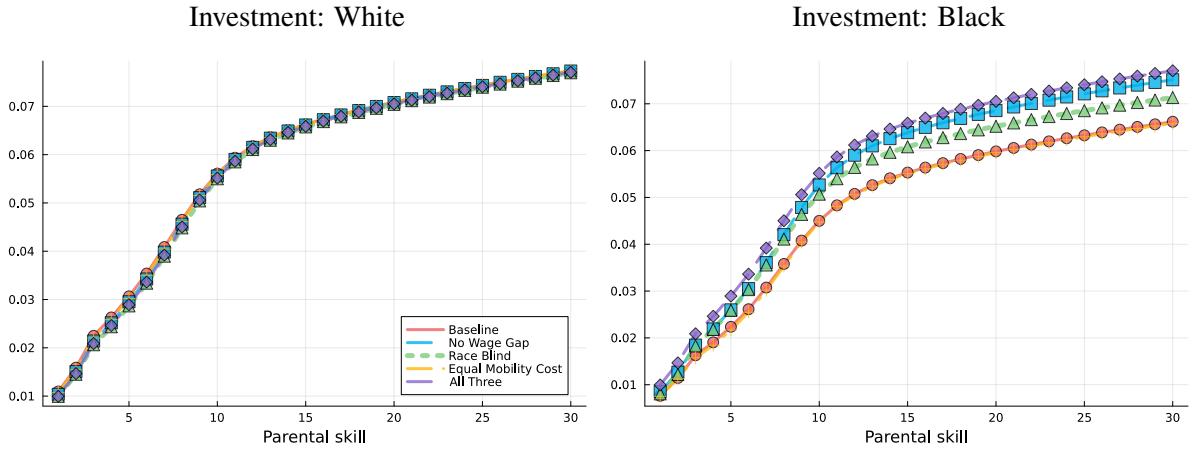 Investment: White
0.07
0.06
0.05
0.04
0.03
0.02
0.01
5
10
15
20
25
30
Parental skill
Baseline
No Wage Gap
Race Blind
Equal Mobility Cost
All Three
Investment: Black
0.07
0.06
0.05
0.04
0.03
0.02
0.01
5
10
15
20
25
30
Parental skill